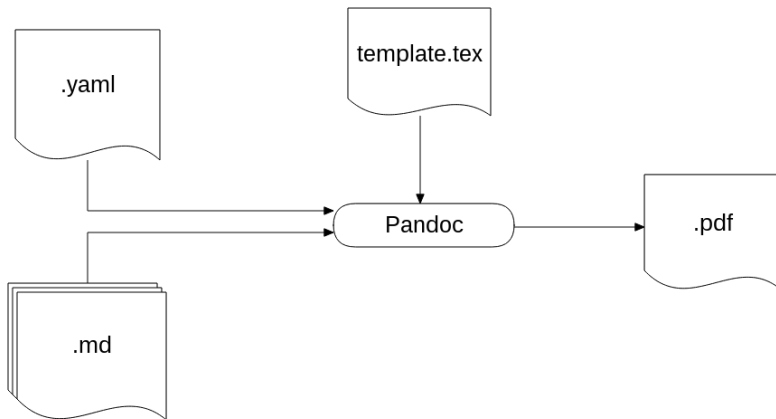 .yaml
template.tex
Pandoc
.pdf
.md